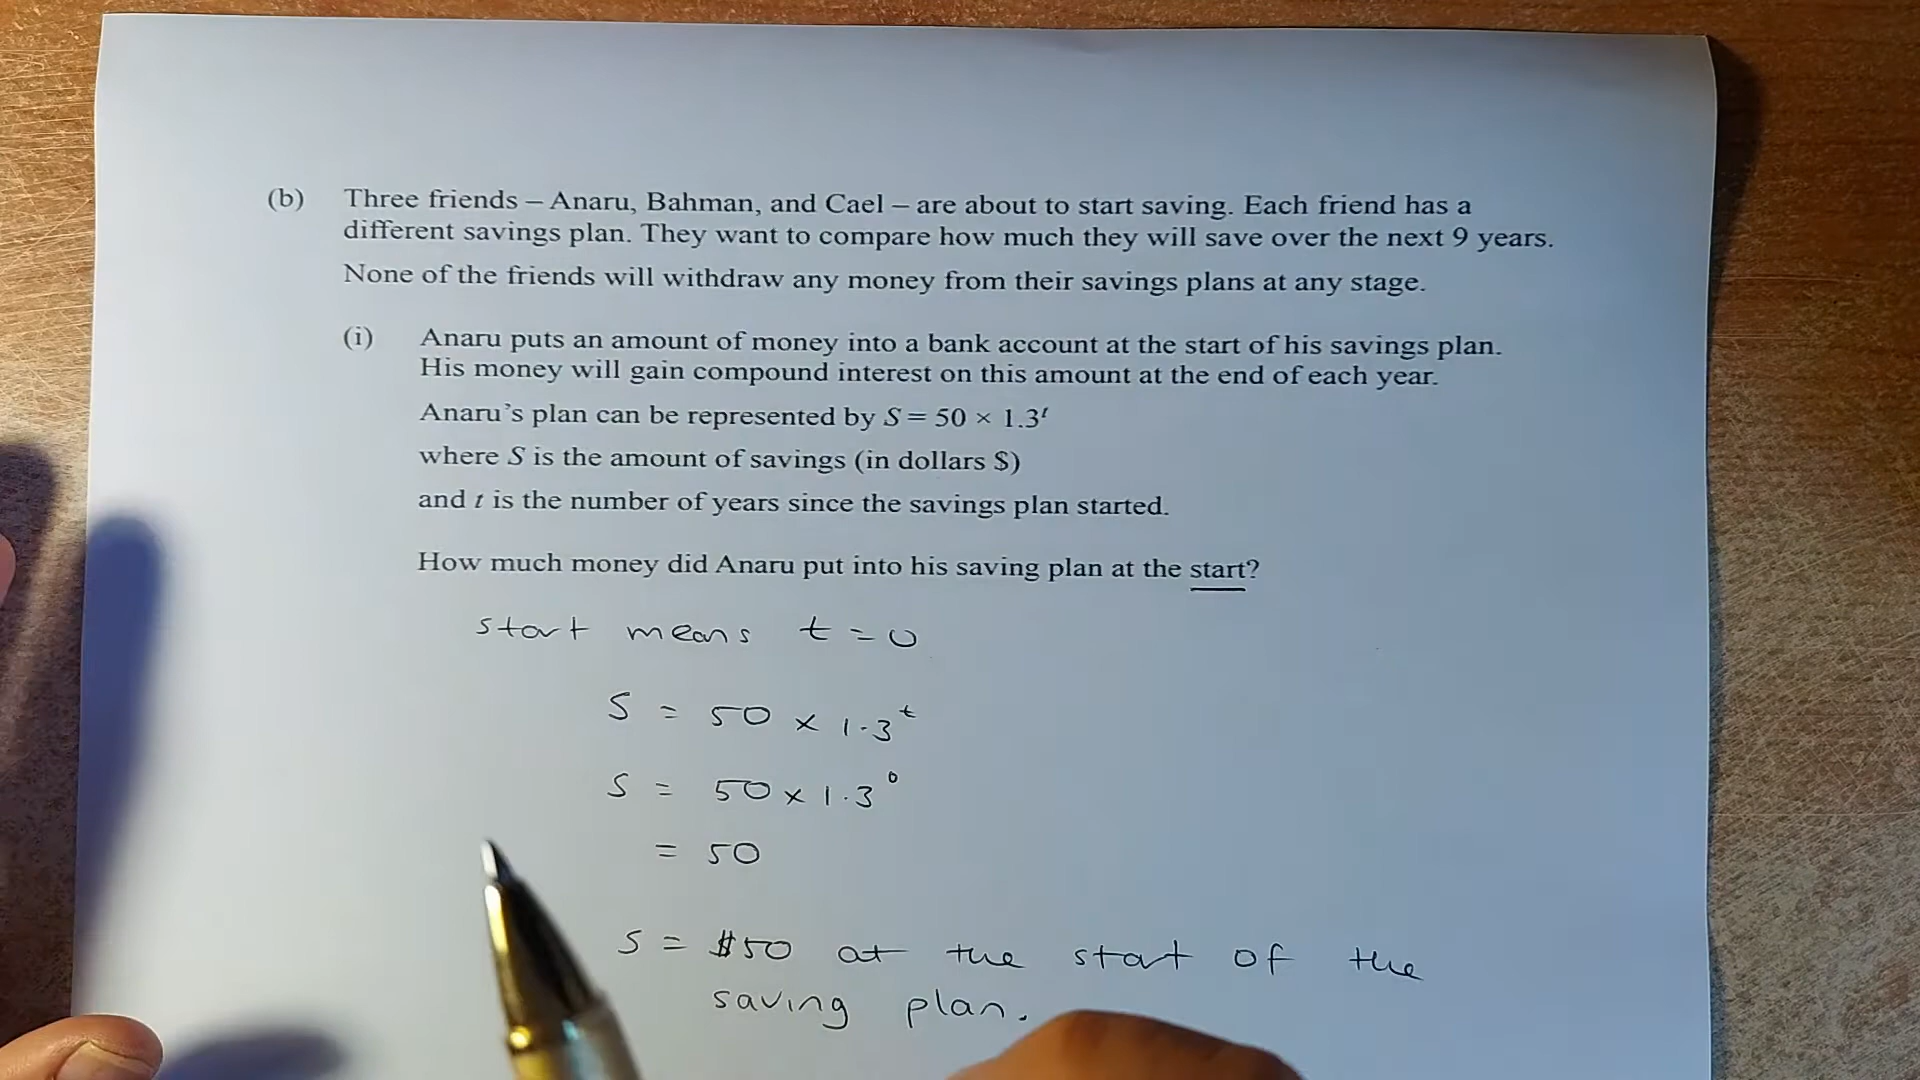 (b) Three friends – Anaru, Bahman, and Cael – are about to start saving. Each friend has a
different savings plan. They want to compare how much they will save over the next 9 years.
None of the friends will withdraw any money from their savings plans at any stage.
(i) Anaru puts an amount of money into a bank account at the start of his savings plan.
His money will gain compound interest on this amount at the end of each year.
Anaru's plan can be represented by S = 50 × 1.3ᵗ
where S is the amount of savings (in dollars $)
and t is the number of years since the savings plan started.
How much money did Anaru put into his saving plan at the start?
start means t = 0
S = 50 × 1.3ᵗ
S = 50 × 1.3⁰
= 50
S = $50 at the start of the
saving plan.